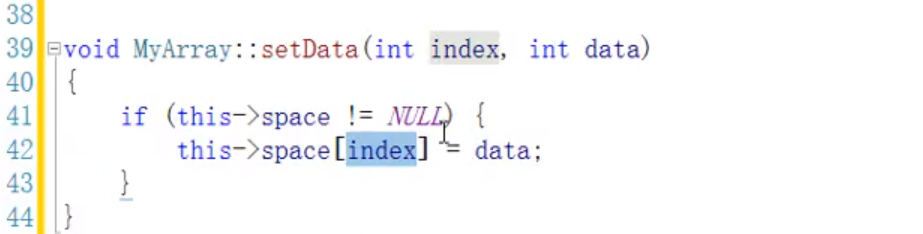 38
39 void MyArray::setData(int index, int data)
40 {
41 if (this->space != NULL) {
42 this->space[index] = data;
43 }
44 }